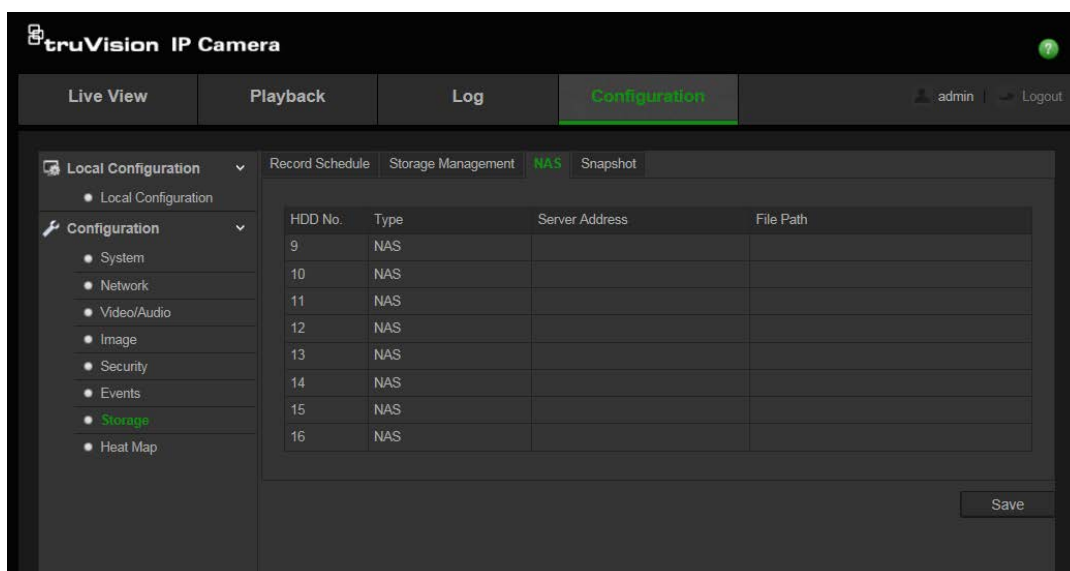 truVision IP Camera
?
Live View Playback Log Configuration admin Logout
Record Schedule Storage Management NAS Snapshot
Local Configuration
Local Configuration
Configuration
System
Network
Video/Audio
Image
Security
Events
Storage
Heat Map
HDD No. Type Server Address File Path
9 NAS
10 NAS
11 NAS
12 NAS
13 NAS
14 NAS
15 NAS
16 NAS
Save